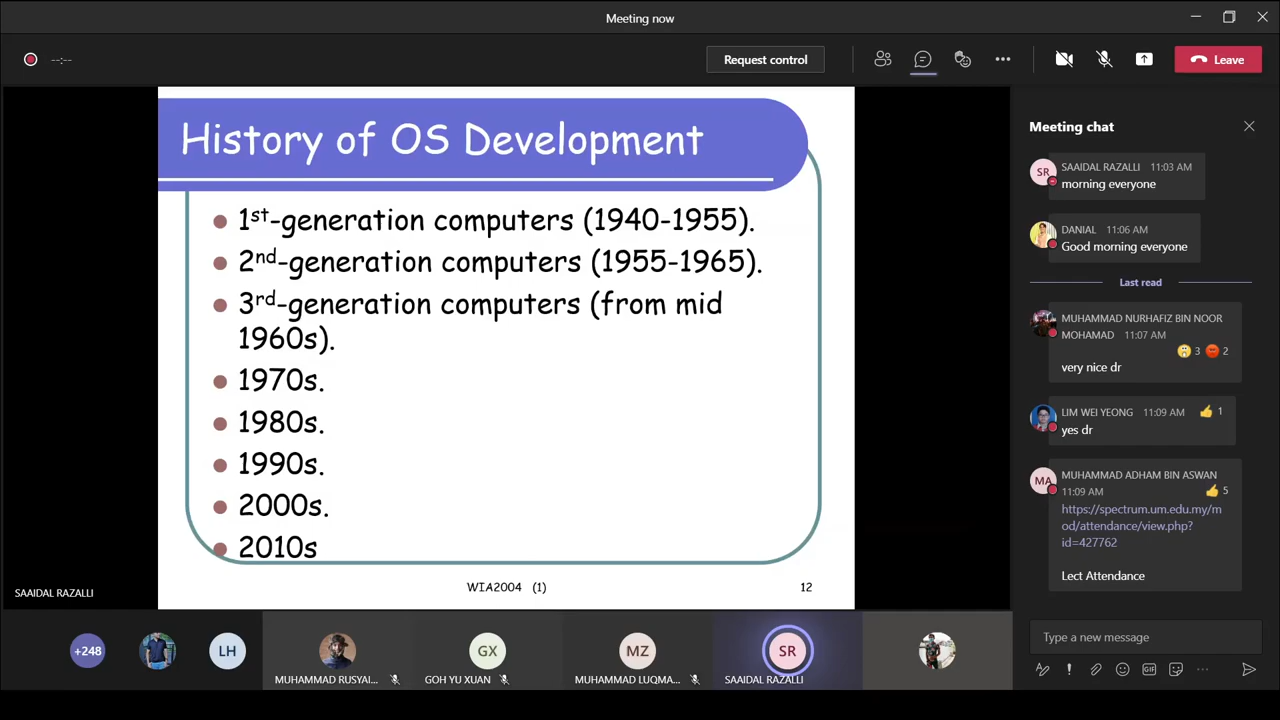 Meeting now
--:--
Request control
Leave
History of OS Development
1st-generation computers (1940-1955).
2nd-generation computers (1955-1965).
3rd-generation computers (from mid
1960s).
1970s.
1980s.
1990s.
2000s.
2010s
WIA2004 (1)
12
SAAIDAL RAZALLI
Meeting chat
SR
SAAIDAL RAZALLI 11:03 AM
morning everyone
DANIAL 11:06 AM
Good morning everyone
Last read
MUHAMMAD NURHAFIZ BIN NOOR
MOHAMAD 11:07 AM
3 2
very nice dr
LIM WEI YEONG 11:09 AM 1
yes dr
MA
MUHAMMAD ADHAM BIN ASWAN
11:09 AM 5
https://spectrum.um.edu.my/m
od/attendance/view.php?
id=427762
Lect Attendance
Type a new message
GIF
+248
LH
GX
MZ
SR
MUHAMMAD RUSYAI...
GOH YU XUAN
MUHAMMAD LUQMA...
SAAIDAL RAZALLI